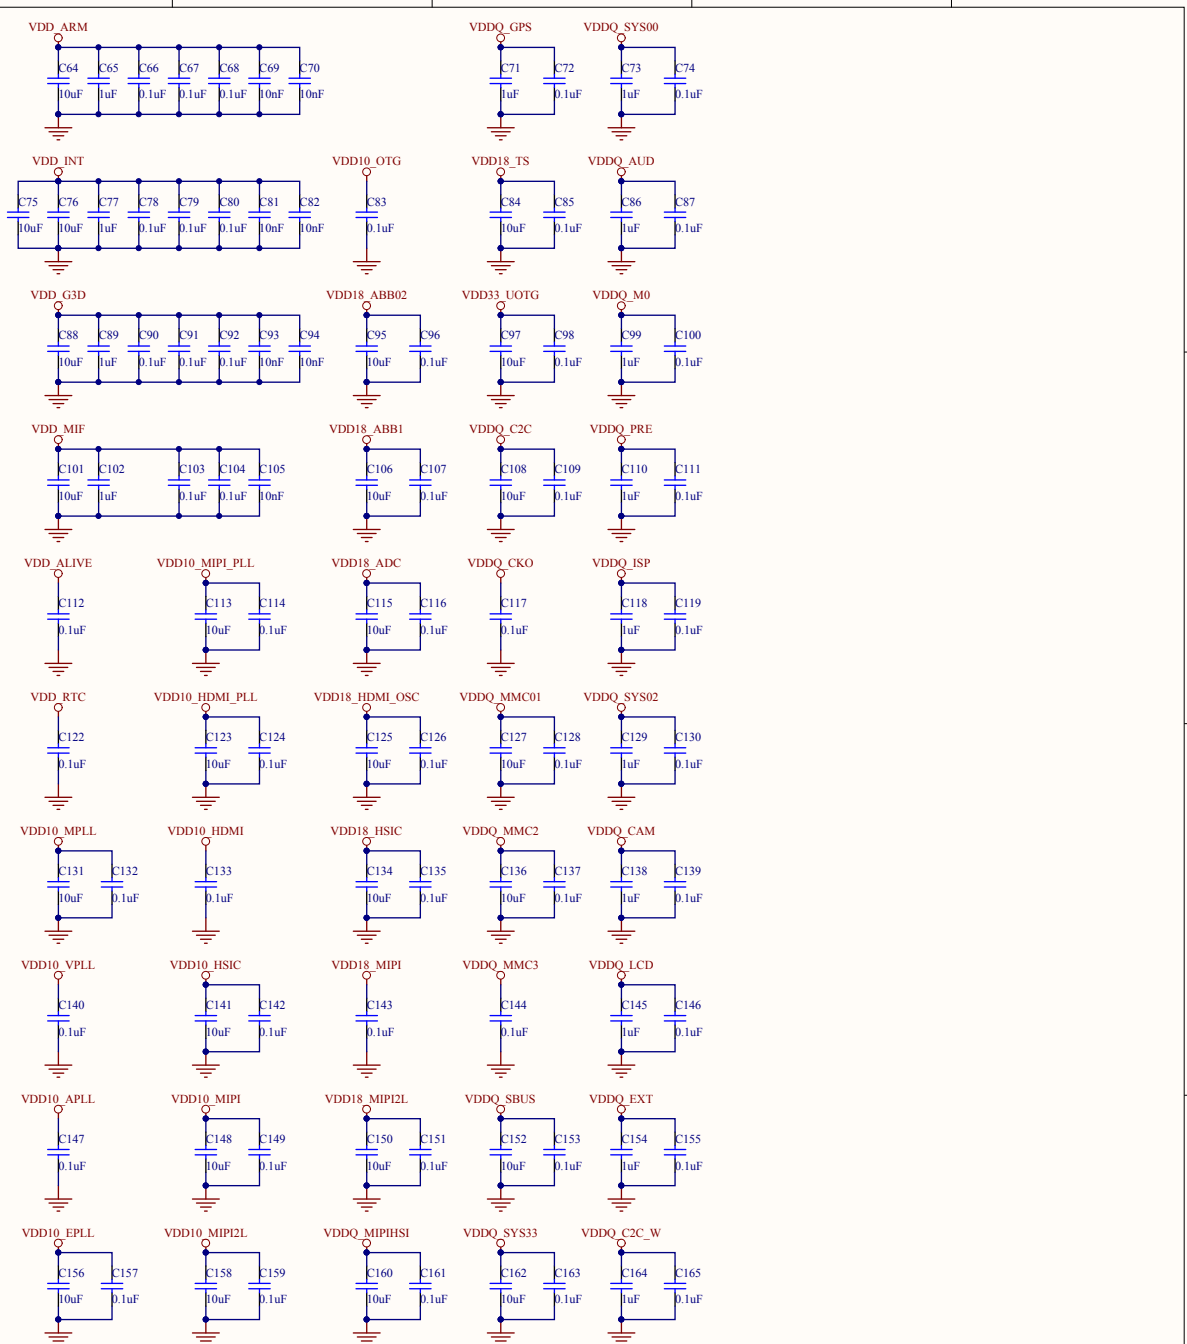 VDD_ARM VDDQ_GPS VDDQ_SYS00
C64 C65 C66 C67 C68 C69 C70 C71 C72 C73 C74
10uF 1uF 0.1uF 0.1uF 0.1uF 10nF 10nF 1uF 0.1uF 1uF 0.1uF
VDD_INT VDD10_OTG VDD18_TS VDDQ_AUD
C75 C76 C77 C78 C79 C80 C81 C82 C83 C84 C85 C86 C87
10uF 10uF 1uF 0.1uF 0.1uF 0.1uF 10nF 10nF 0.1uF 10uF 0.1uF 1uF 0.1uF
VDD_G3D VDD18_ABB02 VDD33_UOTG VDDQ_M0
C88 C89 C90 C91 C92 C93 C94 C95 C96 C97 C98 C99 C100
10uF 1uF 0.1uF 0.1uF 0.1uF 10nF 10nF 10uF 0.1uF 10uF 0.1uF 1uF 0.1uF
VDD_MIF VDD18_ABB1 VDDQ_C2C VDDQ_PRE
C101 C102 C103 C104 C105 C106 C107 C108 C109 C110 C111
10uF 1uF 0.1uF 0.1uF 10nF 10uF 0.1uF 10uF 0.1uF 1uF 0.1uF
VDD_ALIVE VDD10_MIPI_PLL VDD18_ADC VDDQ_CKO VDDQ_ISP
C112 C113 C114 C115 C116 C117 C118 C119
0.1uF 10uF 0.1uF 10uF 0.1uF 0.1uF 1uF 0.1uF
VDD_RTC VDD10_HDMI_PLL VDD18_HDMI_OSC VDDQ_MMC01 VDDQ_SYS02
C122 C123 C124 C125 C126 C127 C128 C129 C130
0.1uF 10uF 0.1uF 10uF 0.1uF 10uF 0.1uF 1uF 0.1uF
VDD10_MPLL VDD10_HDMI VDD18_HSIC VDDQ_MMC2 VDDQ_CAM
C131 C132 C133 C134 C135 C136 C137 C138 C139
10uF 0.1uF 0.1uF 10uF 0.1uF 10uF 0.1uF 1uF 0.1uF
VDD10_VPLL VDD10_HSIC VDD18_MIPI VDDQ_MMC3 VDDQ_LCD
C140 C141 C142 C143 C144 C145 C146
0.1uF 10uF 0.1uF 0.1uF 0.1uF 1uF 0.1uF
VDD10_APLL VDD10_MIPI VDD18_MIPI2L VDDQ_SBUS VDDQ_EXT
C147 C148 C149 C150 C151 C152 C153 C154 C155
0.1uF 10uF 0.1uF 10uF 0.1uF 10uF 0.1uF 1uF 0.1uF
VDD10_EPLL VDD10_MIPI2L VDDQ_MIPIHSI VDDQ_SYS33 VDDQ_C2C_W
C156 C157 C158 C159 C160 C161 C162 C163 C164 C165
10uF 0.1uF 10uF 0.1uF 10uF 0.1uF 10uF 0.1uF 1uF 0.1uF